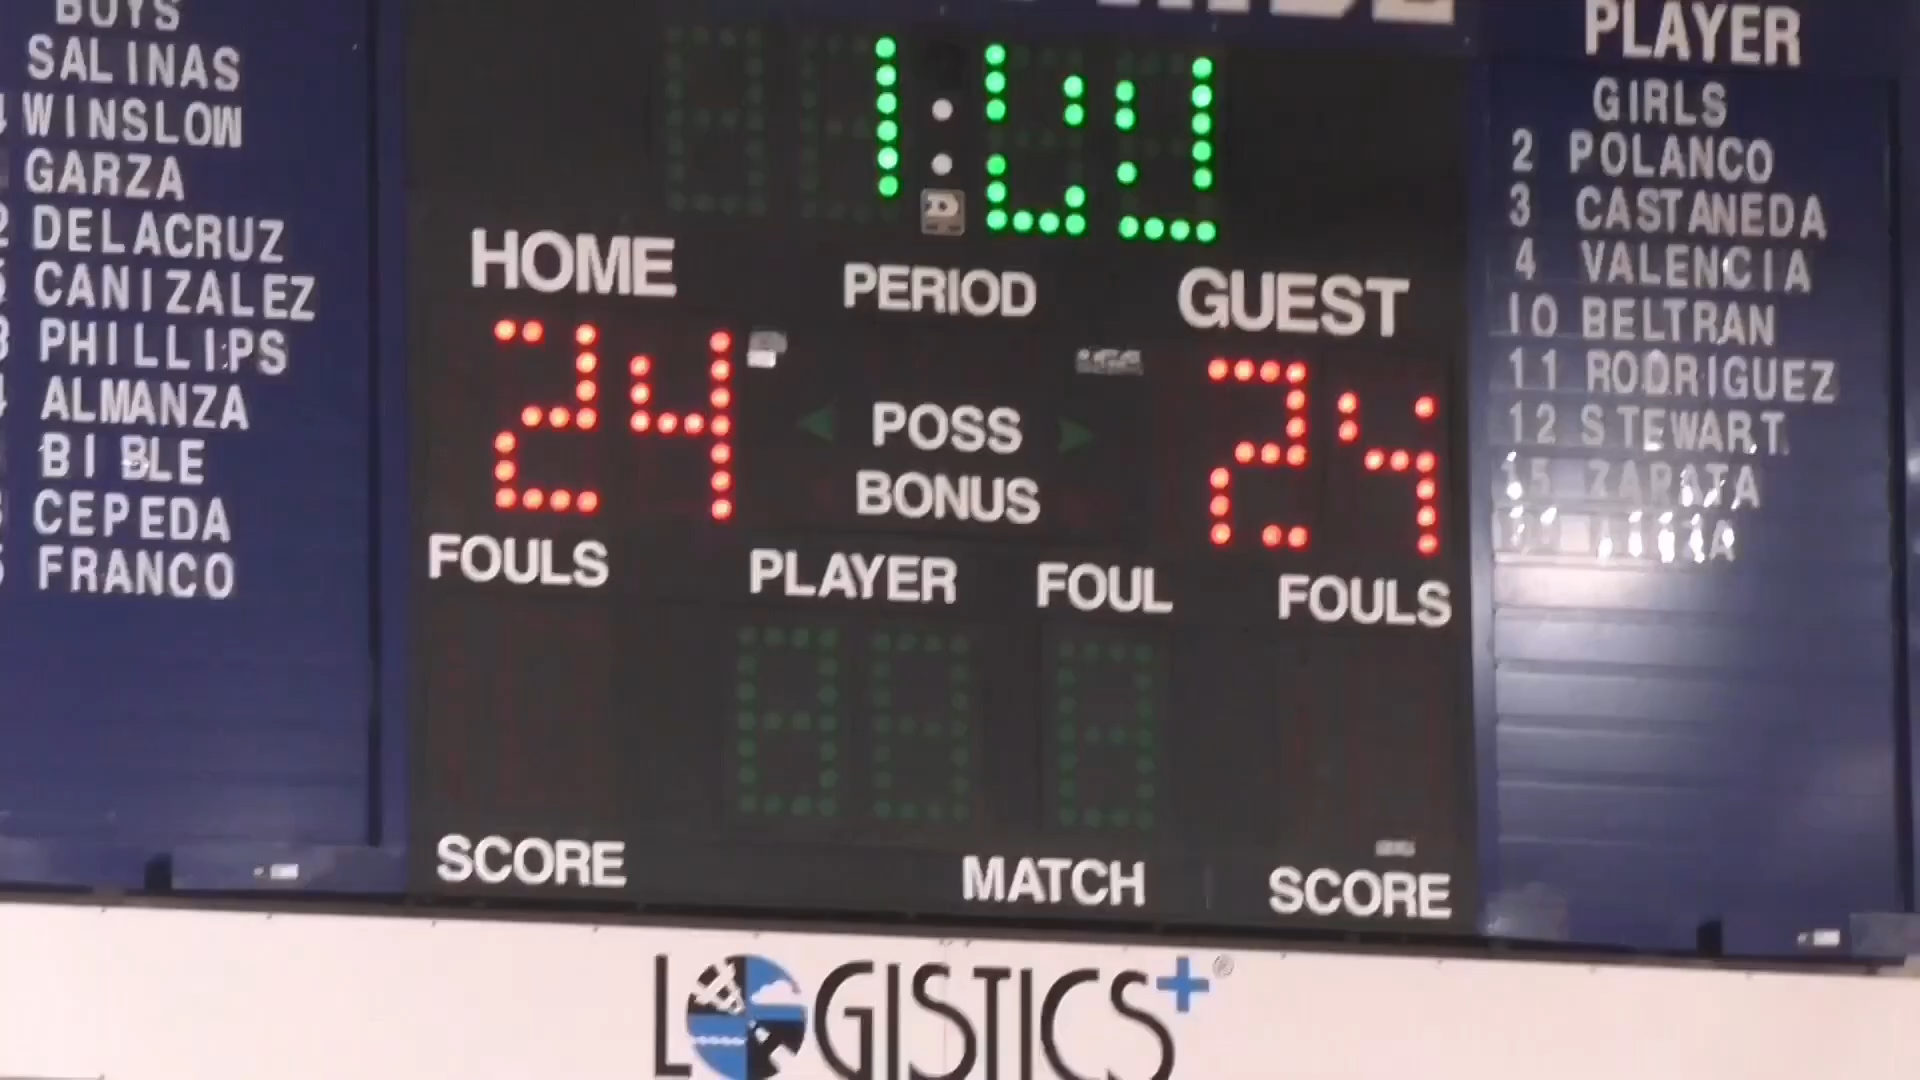 BOYS
SALINAS
WINSLOW
GARZA
DELACRUZ
CANIZALEZ
PHILLIPS
ALMANZA
BIBLE
CEPEDA
FRANCO
HOME
PERIOD
GUEST
24
24
POSS
BONUS
FOULS
PLAYER
FOUL
FOULS
SCORE
MATCH
SCORE
PLAYER
GIRLS
2 POLANCO
3 CASTANEDA
4 VALENCIA
10 BELTRAN
11 RODRIGUEZ
12 STEWART
15 ZAPATA
LOGISTICS+®